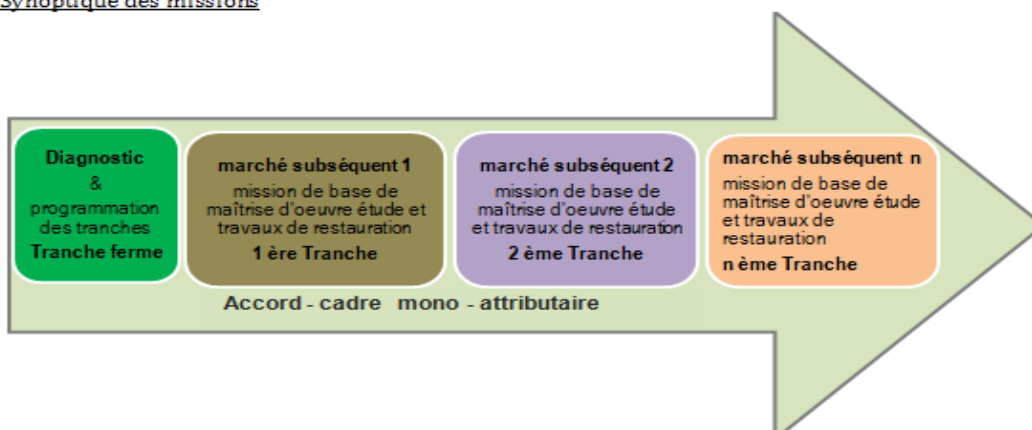 Synoptique des missions
Diagnostic
&
programmation
des tranches
Tranche ferme
marché subséquent 1
mission de base de
maîtrise d'oeuvre étude et
travaux de restauration
1 ère Tranche
marché subséquent 2
mission de base de
maîtrise d'oeuvre étude
et travaux de restauration
2 ème Tranche
marché subséquent n
mission de base de
maîtrise d'oeuvre étude
et travaux de
restauration
n ème Tranche
Accord - cadre mono - attributaire